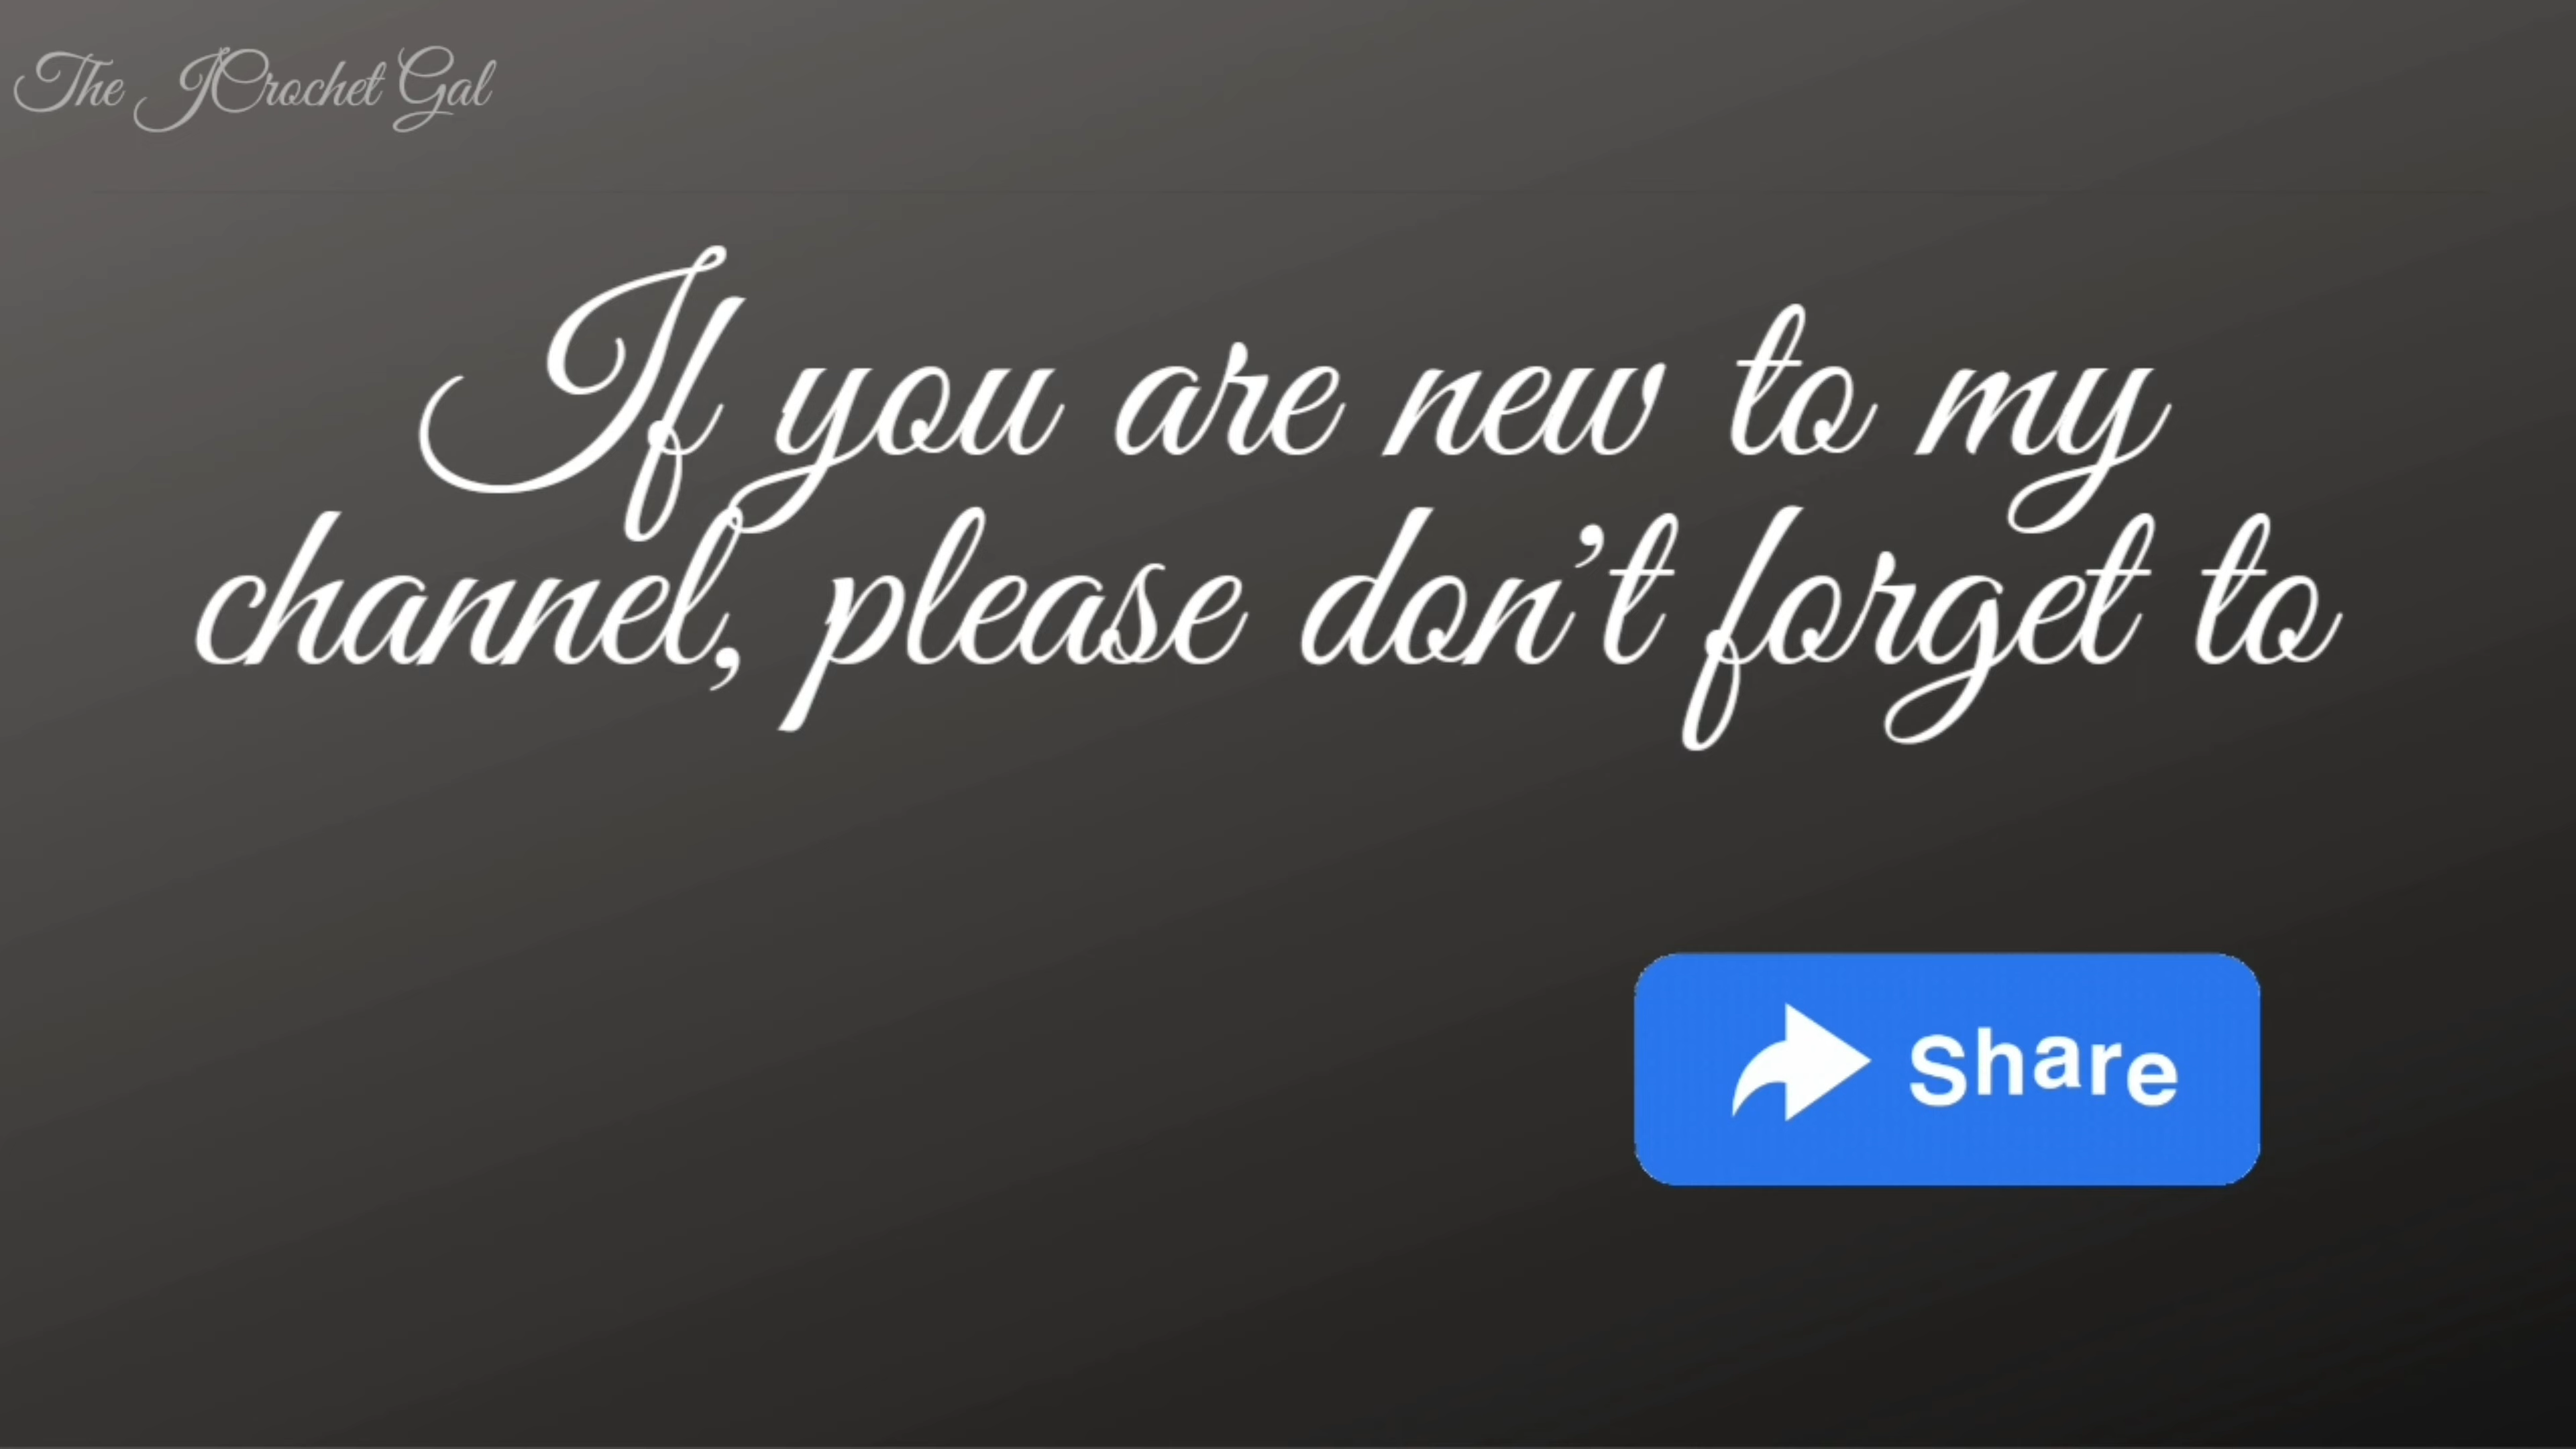 The JCrochet Gal
If you are new to my
channel, please don't forget to
Share